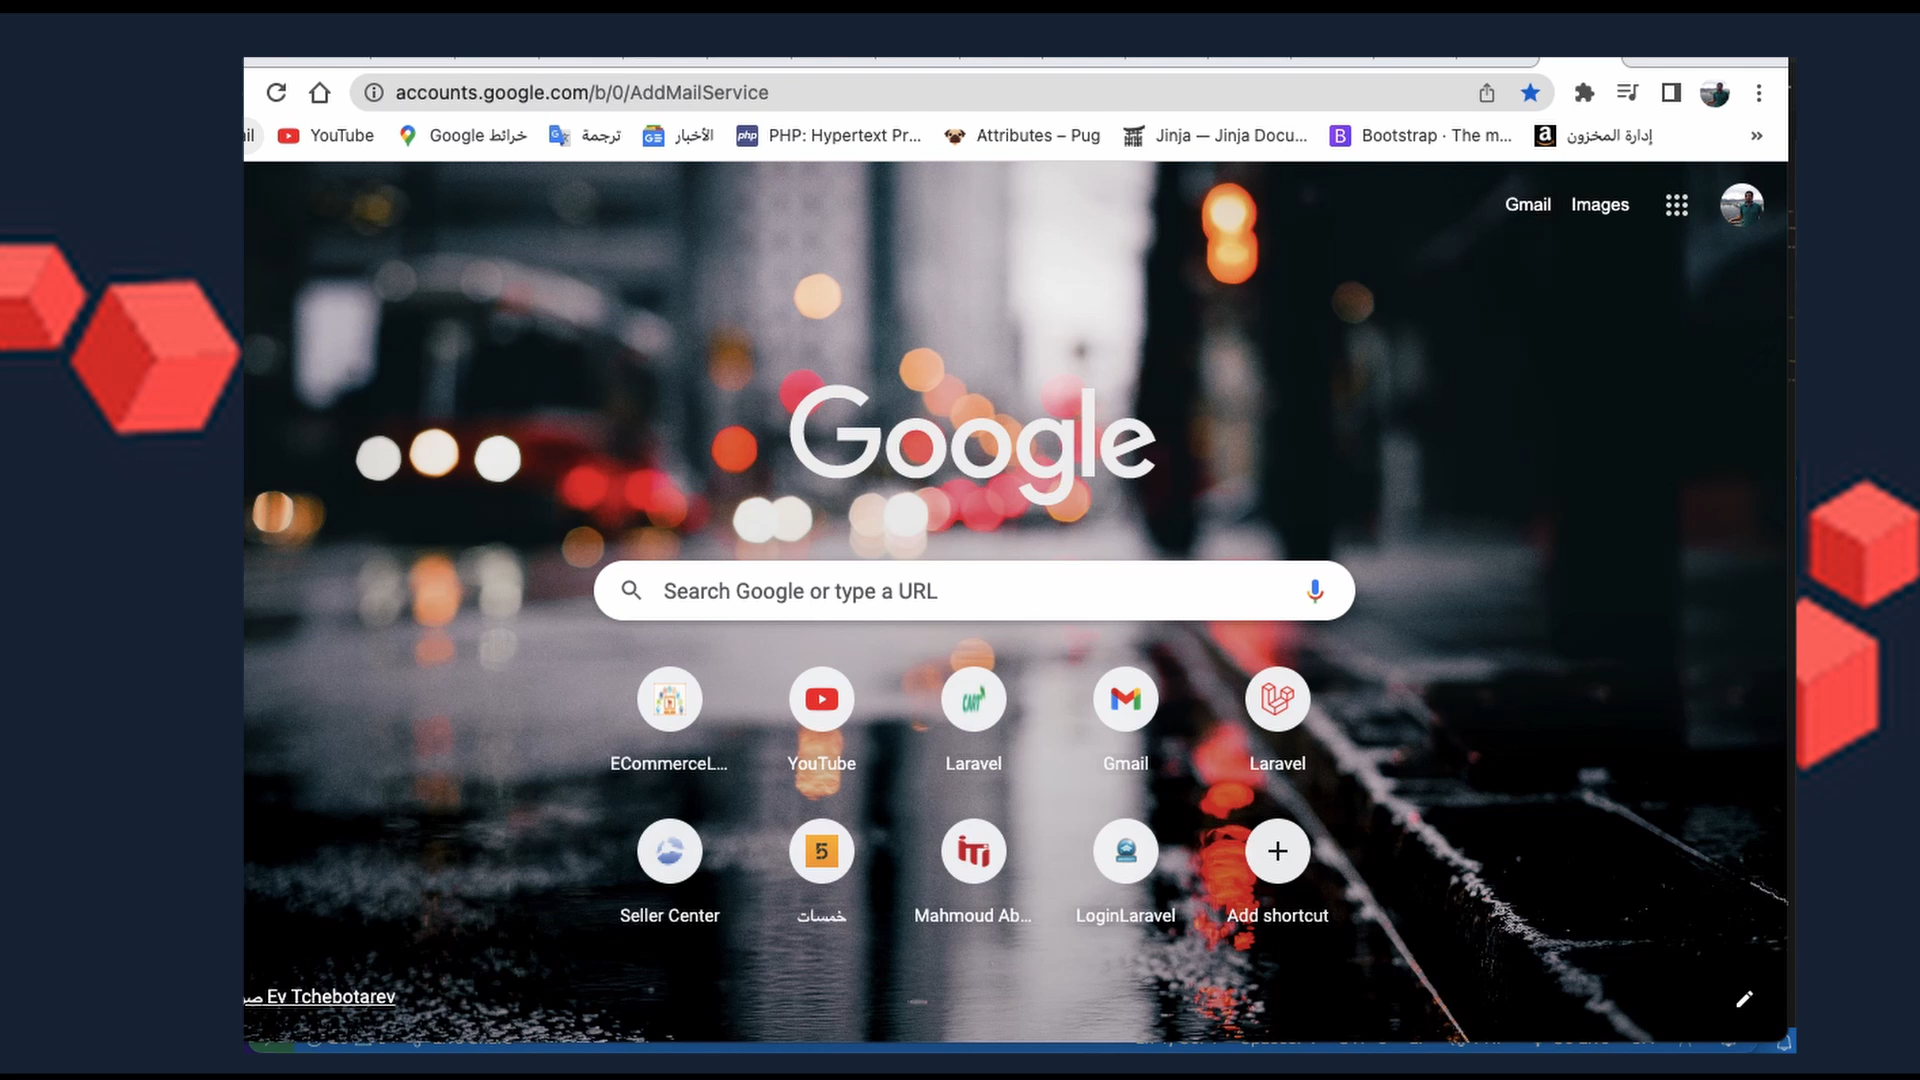 accounts.google.com/b/0/AddMailService
YouTube خرائط Google ترجمة الأخبار php PHP: Hypertext Pr... Attributes – Pug Jinja — Jinja Docu... B Bootstrap · The m... a إدارة المخزون »
Gmail Images
Google
Search Google or type a URL
ECommerceL... YouTube Laravel Gmail Laravel
Seller Center خمسات Mahmoud Ab... LoginLaravel Add shortcut
Ev Tchebotarev